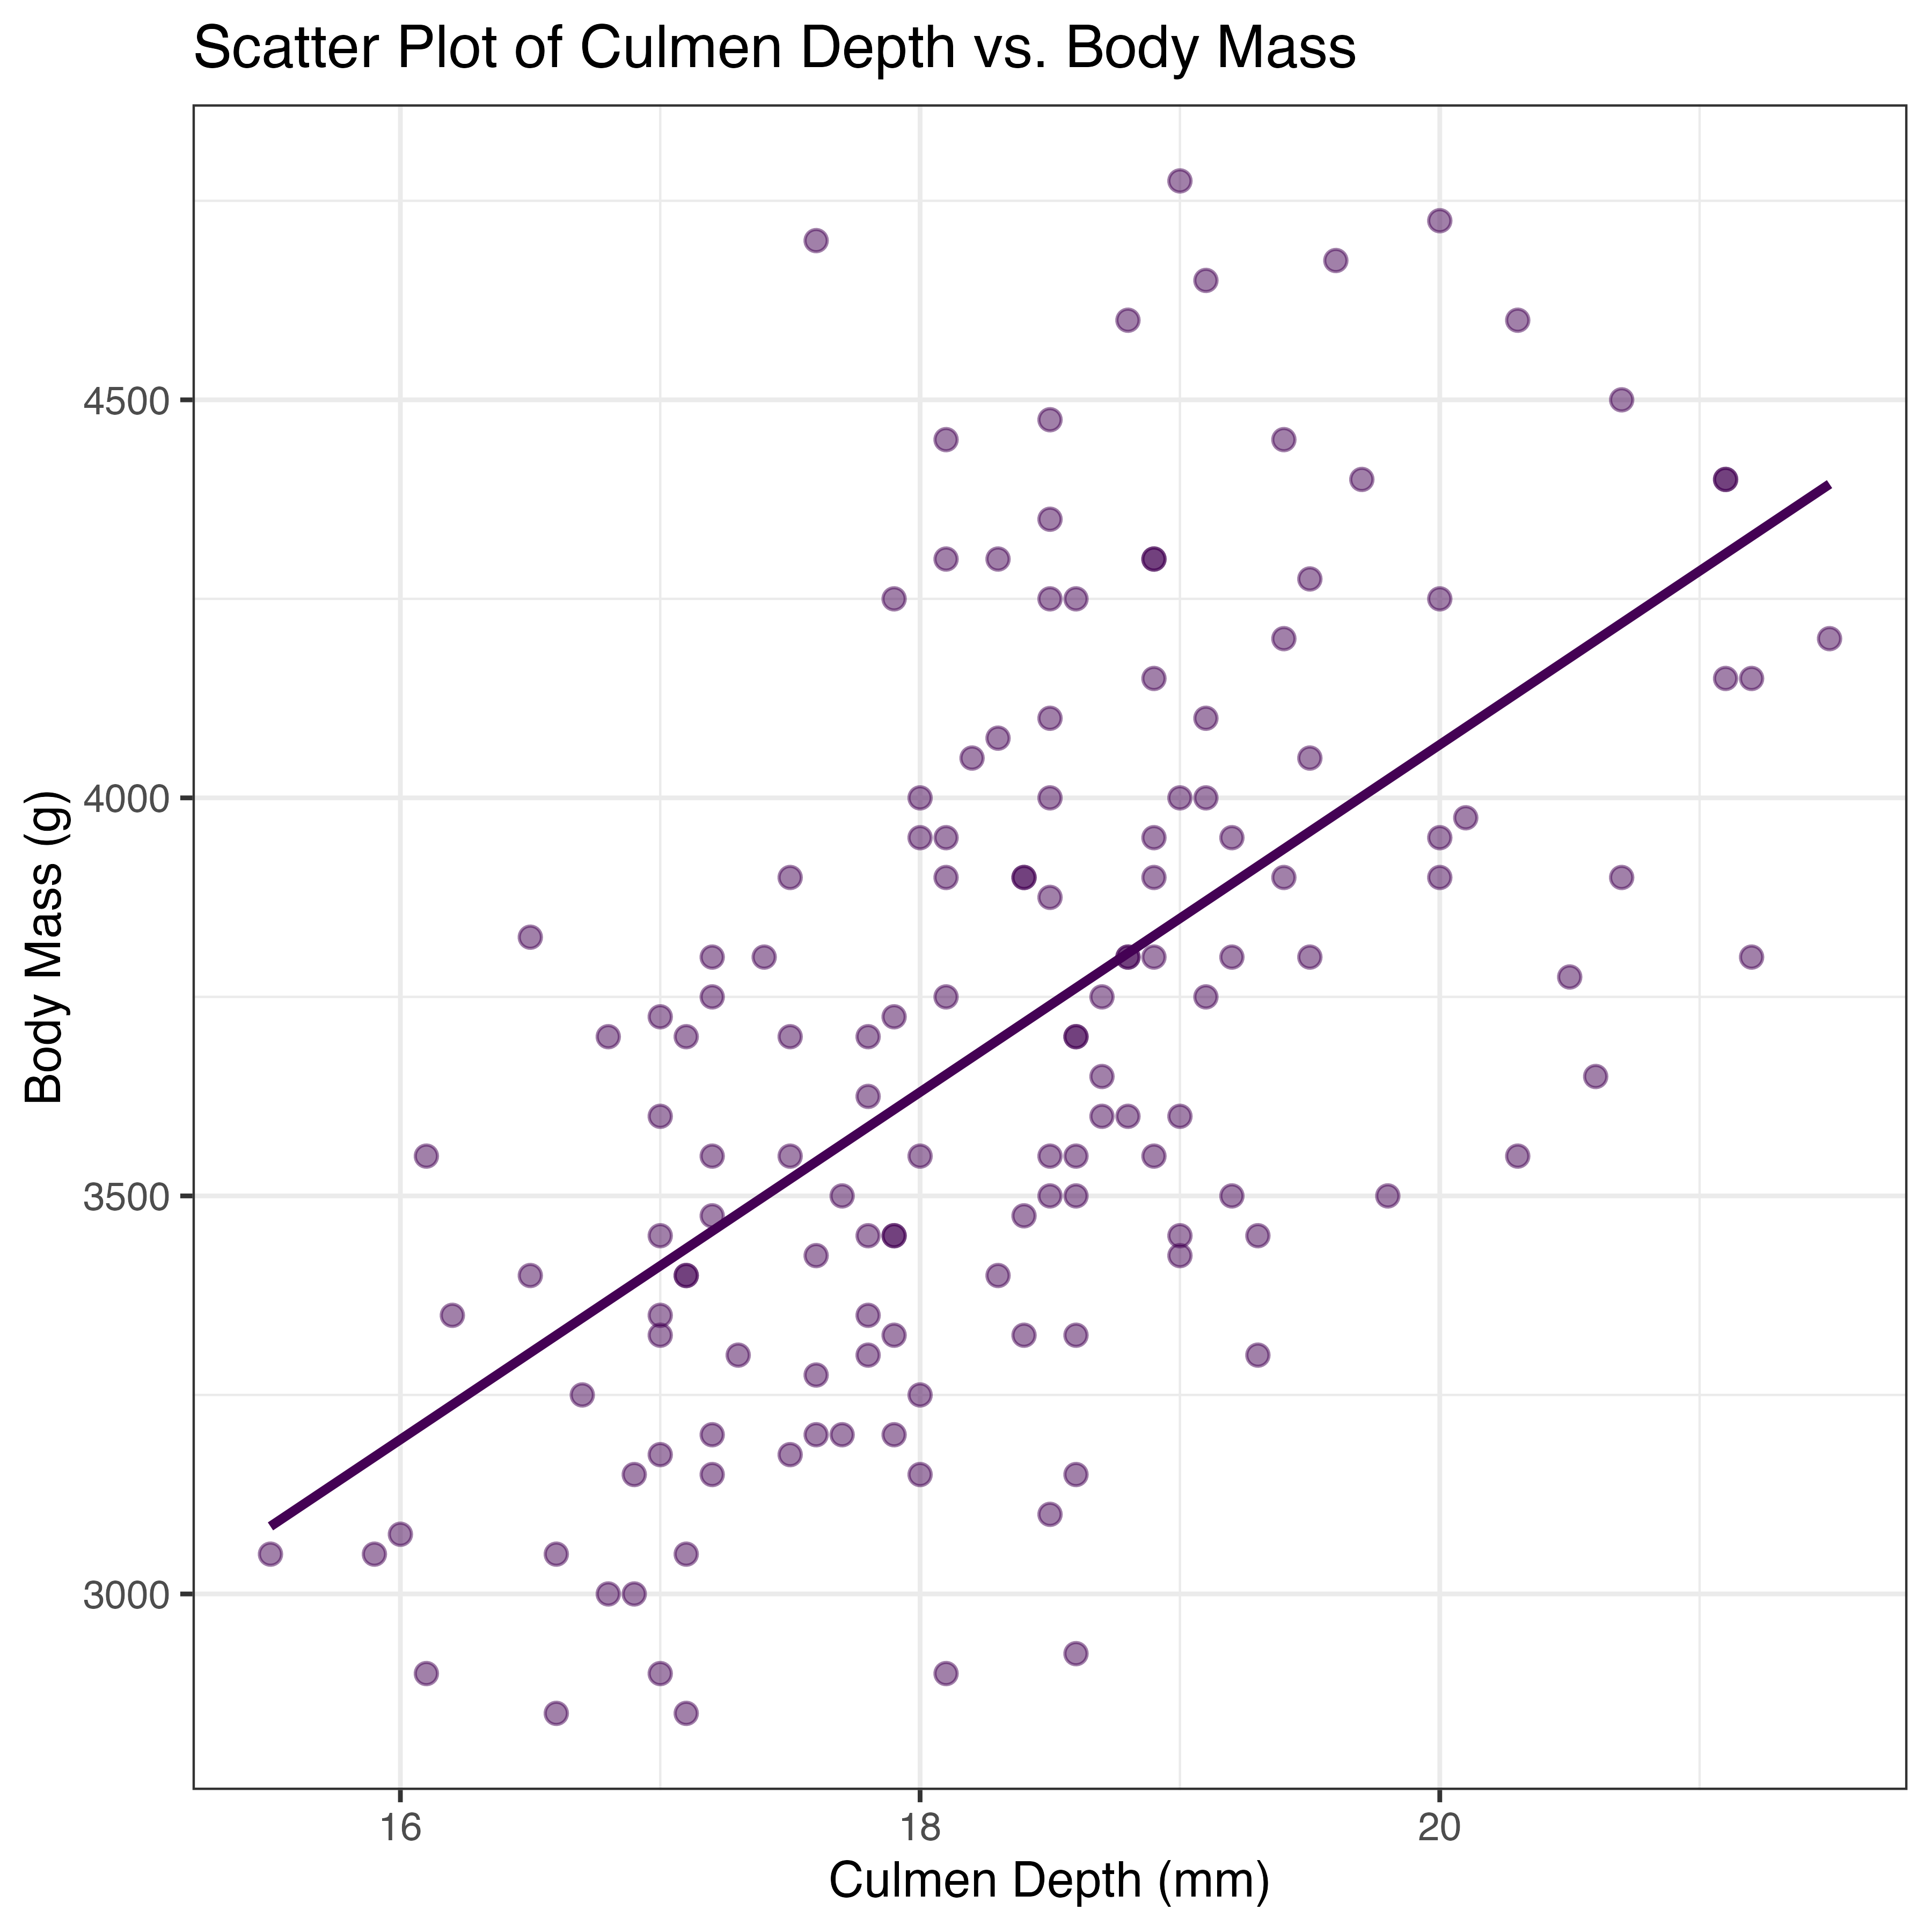 Scatter Plot of Culmen Depth vs. Body Mass
Body Mass (g)
4500
4000
3500
3000
16 18 20
Culmen Depth (mm)